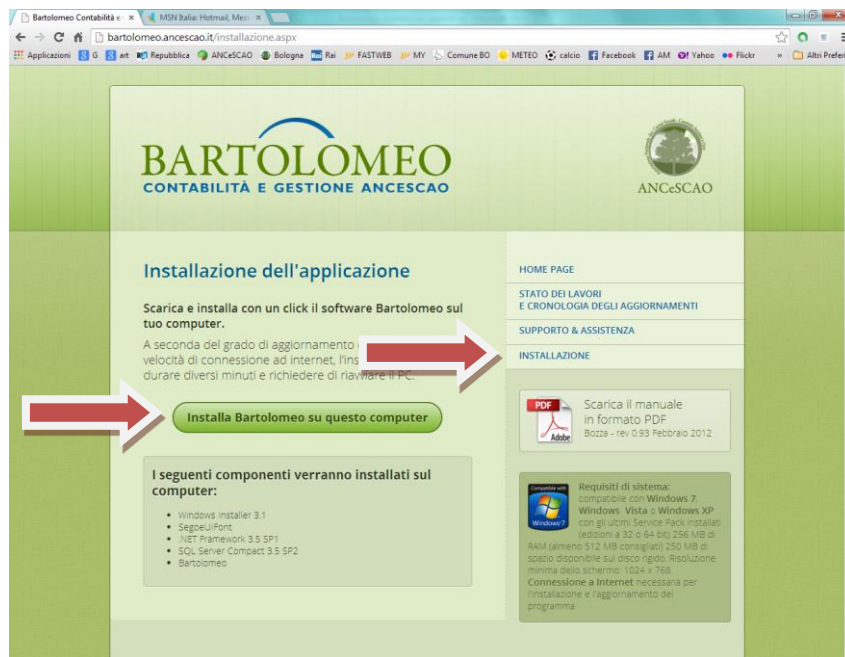 Bartolomeo Contabilità e
MSN Italia: Hotmail, Mess
bartolomeo.ancescao.it/installazione.aspx
Applicazioni G art Repubblica ANCeSCAO Bologna Rai FASTWEB MY Comune BO METEO calcio Facebook AM Yahoo Flickr » Altri Prefer
BARTOLOMEO
CONTABILITÀ E GESTIONE ANCESCAO
ANCeSCAO
Installazione dell'applicazione
Scarica e installa con un click il software Bartolomeo sul
tuo computer.
A seconda del grado di aggiornamento
velocità di connessione ad internet, l'ins
durare diversi minuti e richiedere di riavviare il PC.
Installa Bartolomeo su questo computer
I seguenti componenti verranno installati sul
computer:
Windows Installer 3.1
SegoeUIFont
.NET Framework 3.5 SP1
SQL Server Compact 3.5 SP2
Bartolomeo
HOME PAGE
STATO DEI LAVORI
E CRONOLOGIA DEGLI AGGIORNAMENTI
SUPPORTO & ASSISTENZA
INSTALLAZIONE
PDF
Adobe
Scarica il manuale
in formato PDF
Bozza - rev 0.93 Febbraio 2012
Compatible with
Windows 7
Requisiti di sistema:
compatibile con Windows 7,
Windows Vista o Windows XP
con gli ultimi Service Pack installati
(edizioni a 32 o 64 bit) 256 MB di
RAM (almeno 512 MB consigliati) 250 MB di
spazio disponibile sul disco rigido. Risoluzione
minima dello schermo: 1024 x 768.
Connessione a Internet necessaria per
l'installazione e l'aggiornamento del
programma